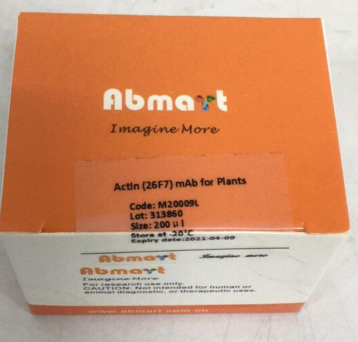 Abmart
Imagine More
Actin (26F7) mAb for Plants
Code: M20009L
Lot: 313860
Size: 200 μl
Store at -20°C
Expiry date:2021-04-09
Abmart Imagine more
Abmart
Imagine More
For research use only.
CAUTION: Not intended for human or
animal diagnostic, or therapeutic uses.
www.abmart.com.cn